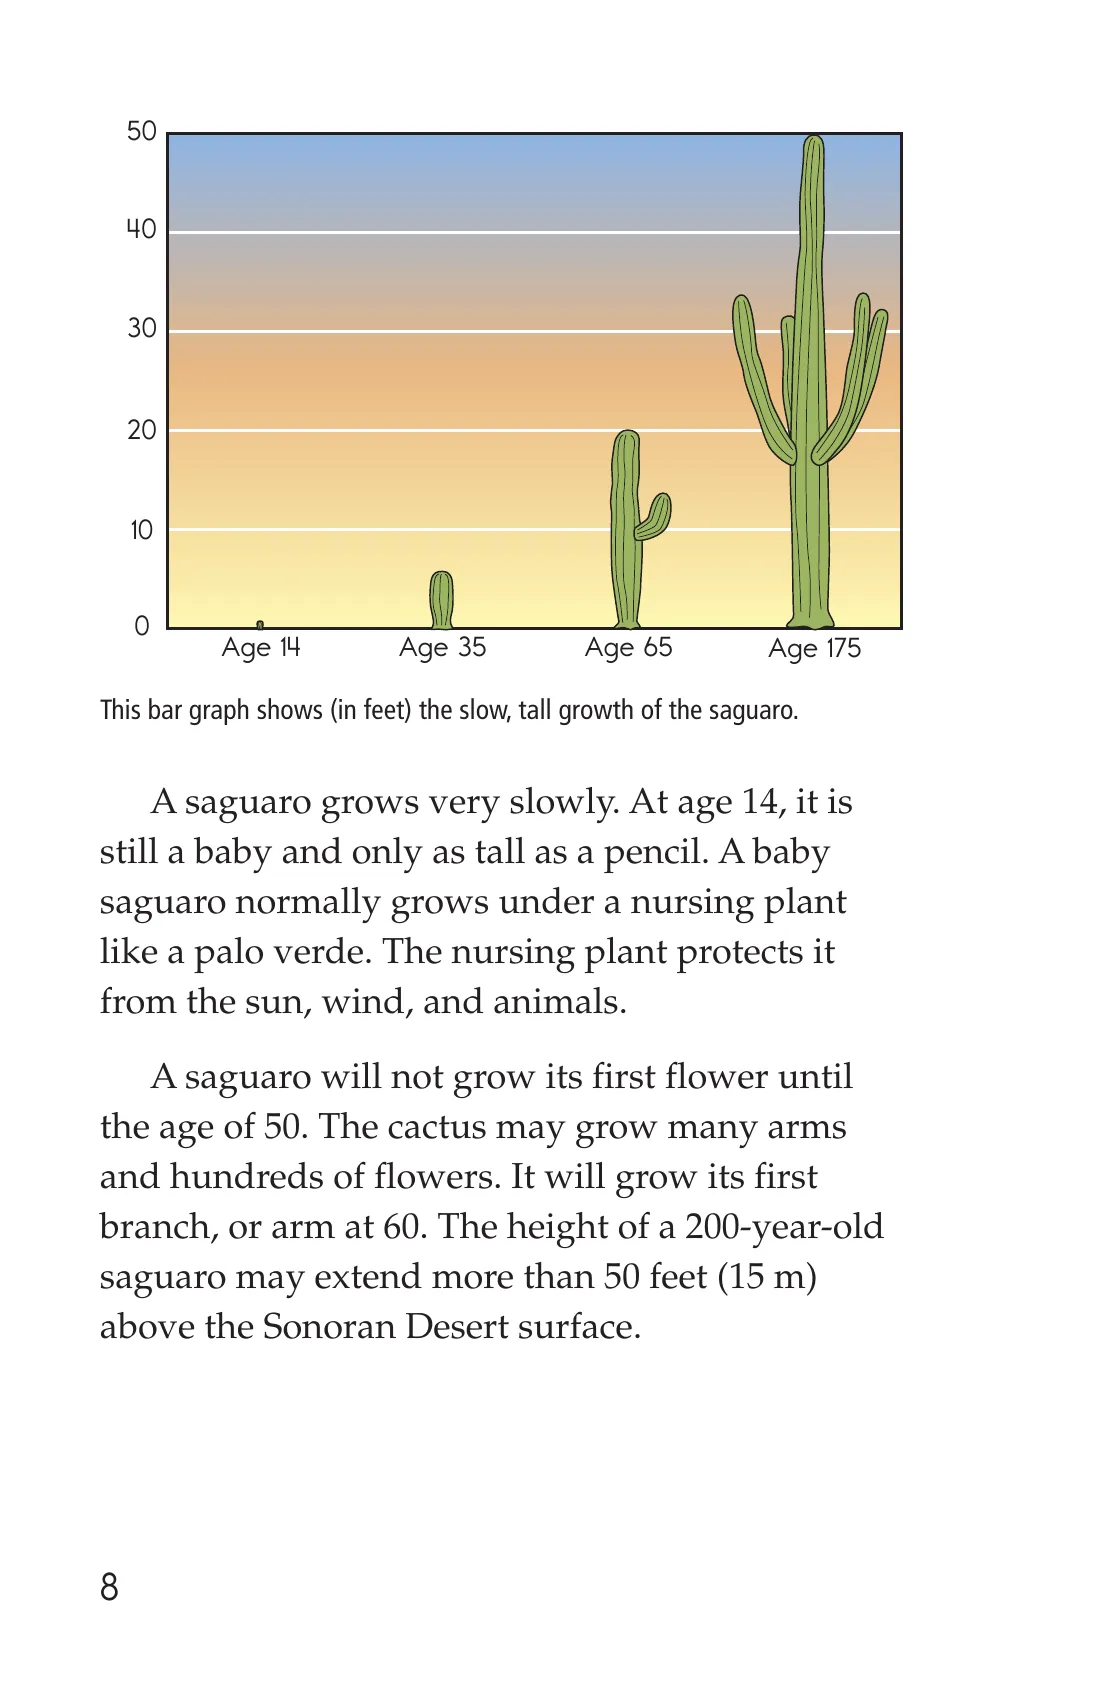 50
40
30
20
10
0
Age 14 Age 35 Age 65 Age 175
This bar graph shows (in feet) the slow, tall growth of the saguaro.
A saguaro grows very slowly. At age 14, it is
still a baby and only as tall as a pencil. A baby
saguaro normally grows under a nursing plant
like a palo verde. The nursing plant protects it
from the sun, wind, and animals.
A saguaro will not grow its first flower until
the age of 50. The cactus may grow many arms
and hundreds of flowers. It will grow its first
branch, or arm at 60. The height of a 200-year-old
saguaro may extend more than 50 feet (15 m)
above the Sonoran Desert surface.
8